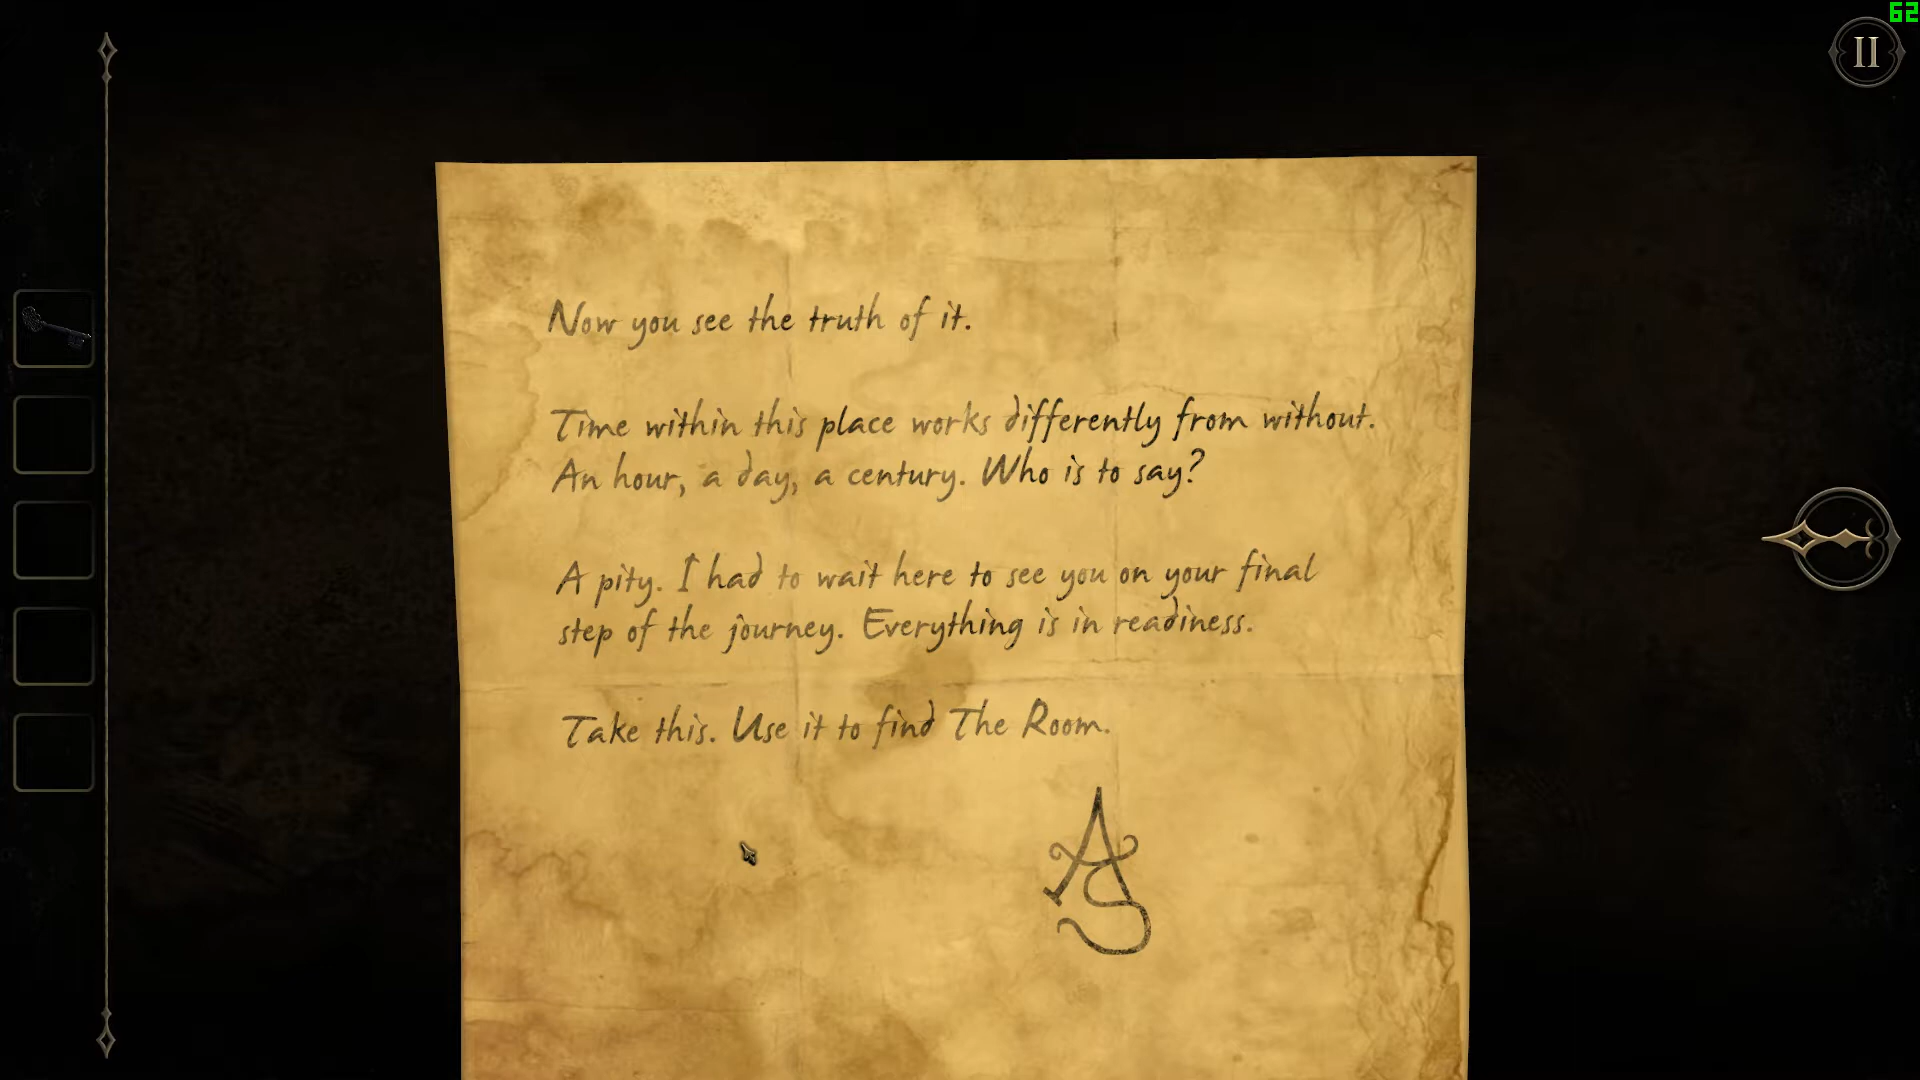 62
II
Now you see the truth of it.
Time within this place works differently from without.
An hour, a day, a century. Who is to say?
A pity. I had to wait here to see you on your final
step of the journey. Everything is in readiness.
Take this. Use it to find The Room.
AS